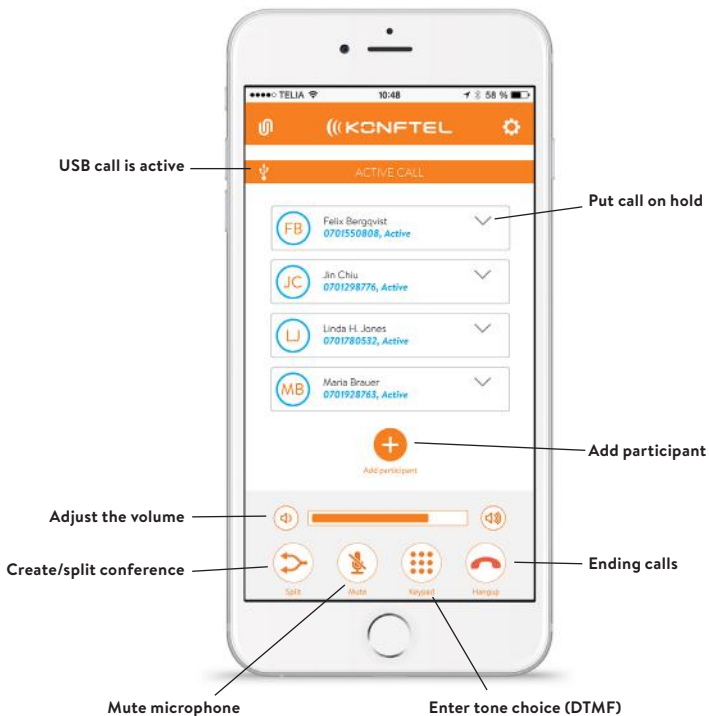 TELIA 10:48 58 %
KONFTEL
USB call is active
ACTIVE CALL
Put call on hold
FB
Felix Bergqvist
0701550808, Active
JC
Jin Chiu
0701298776, Active
LJ
Linda H. Jones
0701780532, Active
MB
Maria Brauer
0701928763, Active
Add participant
Add participant
Adjust the volume
Create/split conference
Ending calls
Split Mute Keypad Hangup
Mute microphone Enter tone choice (DTMF)